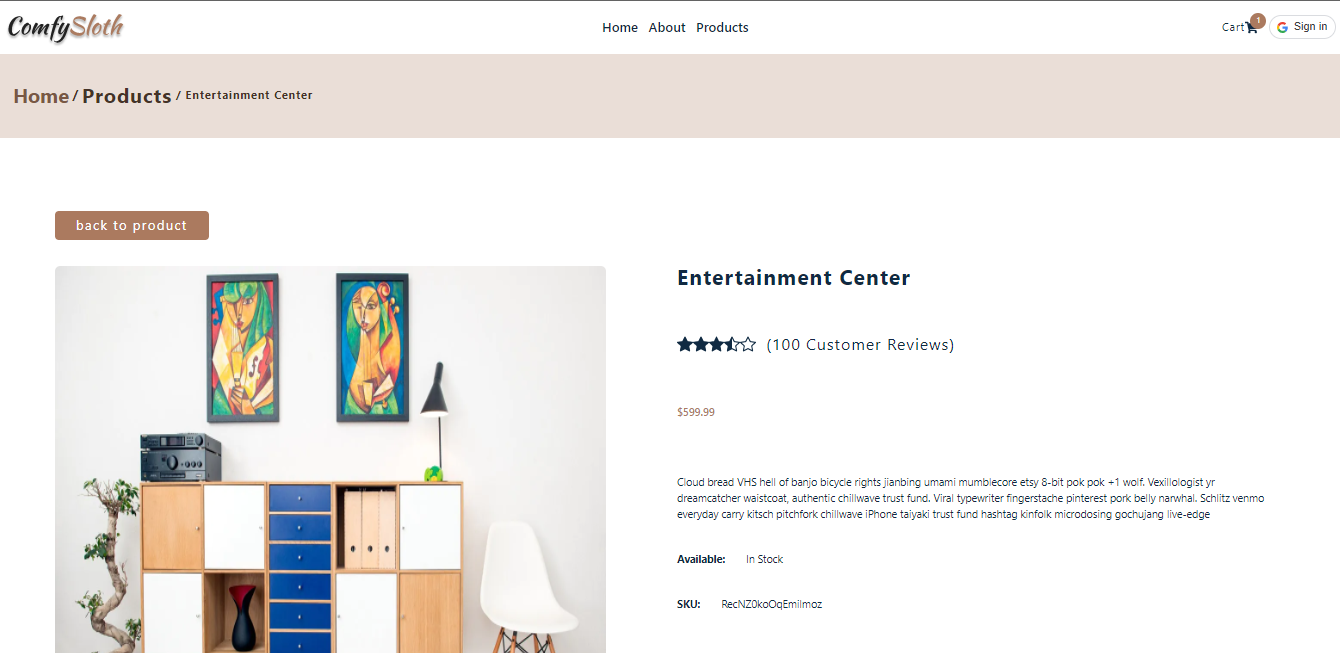 ComfySloth
Home About Products
Cart 1 Sign in
Home / Products / Entertainment Center
back to product
Entertainment Center
(100 Customer Reviews)
$599.99
Cloud bread VHS hell of banjo bicycle rights jianbing umami mumblecore etsy 8-bit pok pok +1 wolf. Vexillologist yr
dreamcatcher waistcoat, authentic chillwave trust fund. Viral typewriter fingerstache pinterest pork belly narwhal. Schlitz venmo
everyday carry kitsch pitchfork chillwave iPhone taiyaki trust fund hashtag kinfolk microdosing gochujang live-edge
Available: In Stock
SKU: RecNZ0koOqEmilmoz